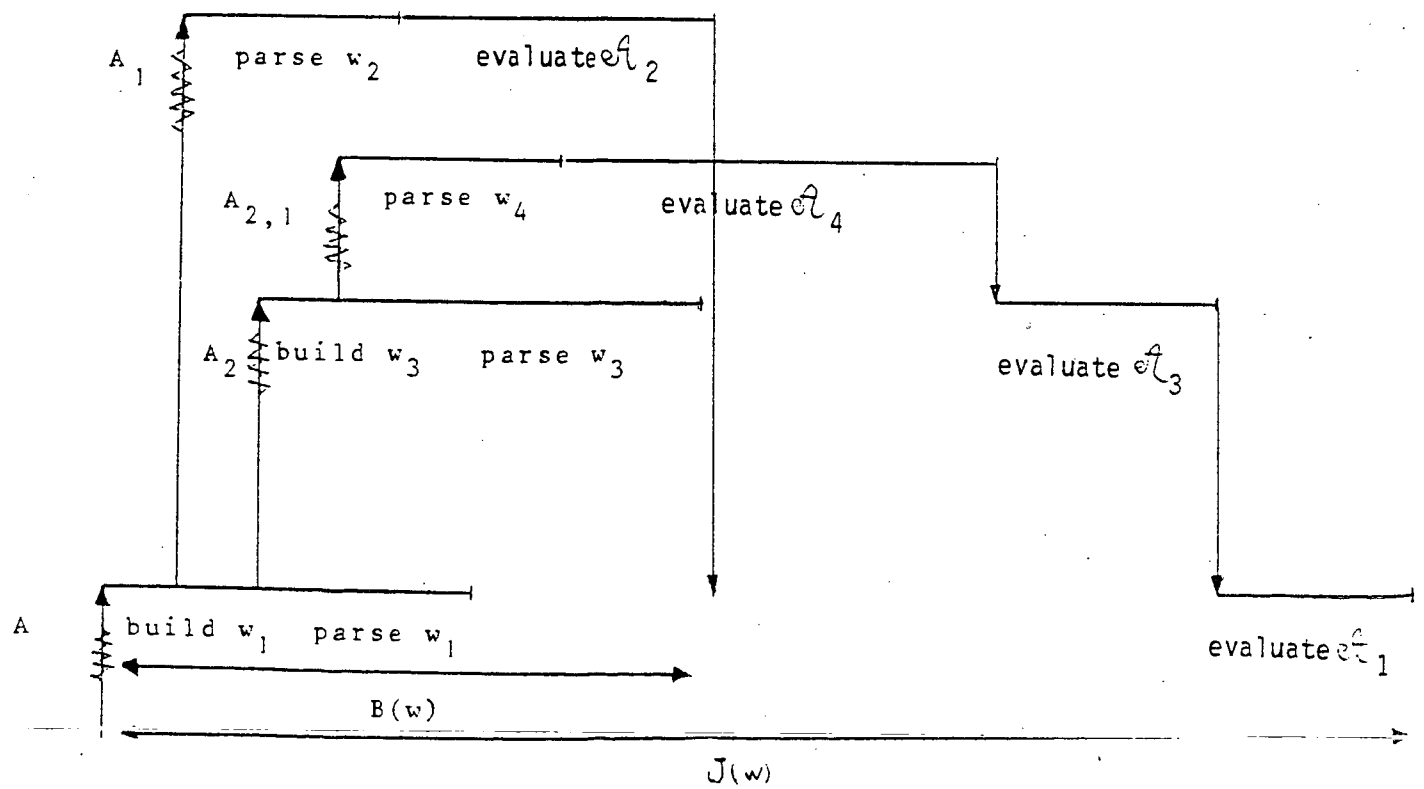 A₁ parse w₂ evaluate 𝒜₂
A₂,₁ parse w₄ evaluate 𝒜₄
A₂ build w₃ parse w₃ evaluate 𝒜₃
A build w₁ parse w₁ evaluate 𝒜₁
B(w)
J(w)